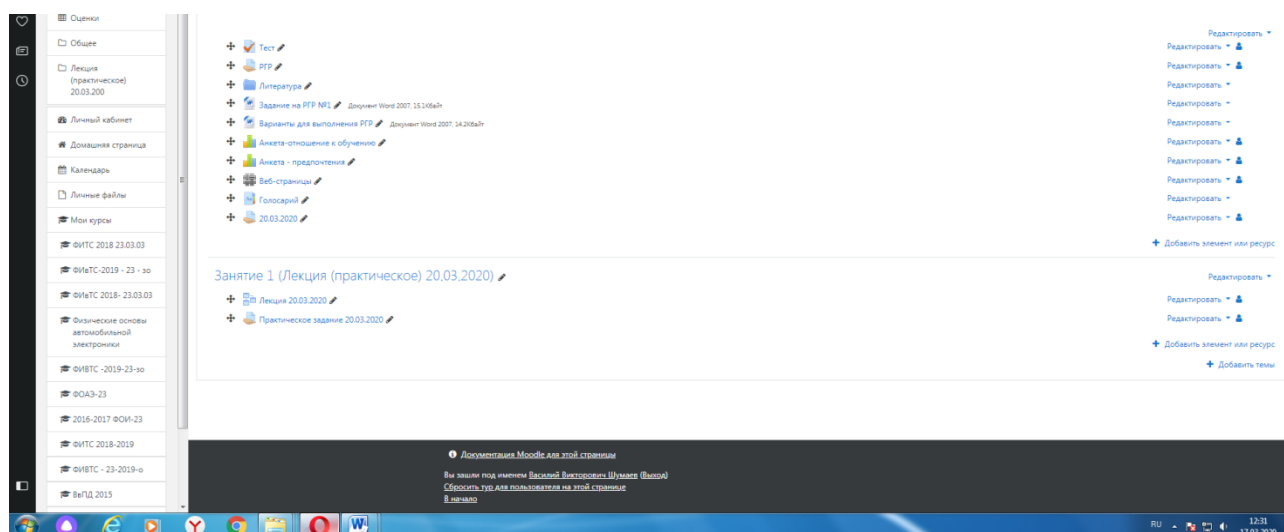 Оценки
Общее
Лекция
(практическое)
20.03.200
Личный кабинет
Домашняя страница
Календарь
Личные файлы
Мои курсы
ФИТС 2018 23.03.03
ФИвТС-2019 - 23 - зо
ФИвТС 2018- 23.03.03
Физические основы
автомобильной
электроники
ФИВТС -2019-23-зо
ФОАЭ-23
2016-2017 ФОИ-23
ФИТС 2018-2019
ФИВТС - 23-2019-о
ВвПД 2015
Редактировать
Тест Редактировать
РГР Редактировать
Литература Редактировать
Задание на РГР №1 Документ Word 2007, 15.1Кбайт Редактировать
Варианты для выполнения РГР Документ Word 2007, 14.2Кбайт Редактировать
Анкета-отношение к обучению Редактировать
Анкета - предпочтения Редактировать
Веб-страницы Редактировать
Голосарий Редактировать
20.03.2020 Редактировать
+ Добавить элемент или ресурс
Занятие 1 (Лекция (практическое) 20.03.2020) Редактировать
Лекция 20.03.2020 Редактировать
Практическое задание 20.03.2020 Редактировать
+ Добавить элемент или ресурс
+ Добавить темы
Документация Moodle для этой страницы
Вы зашли под именем Василий Викторович Шумаев (Выход)
Сбросить тур для пользователя на этой странице
В начало
RU 12:31